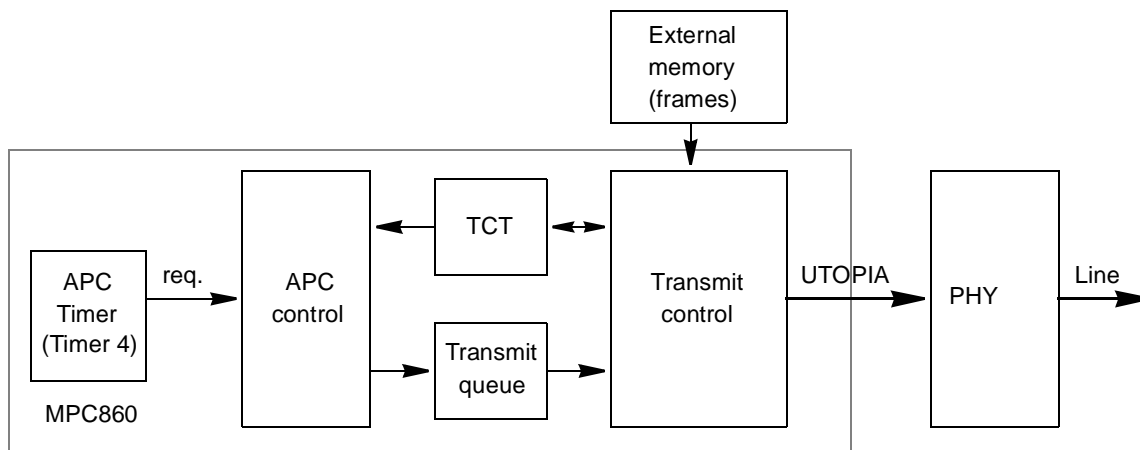 External
memory
(frames)
TCT
req.
APC
Timer
(Timer 4)
APC
control
Transmit
control
UTOPIA
PHY
Line
Transmit
queue
MPC860